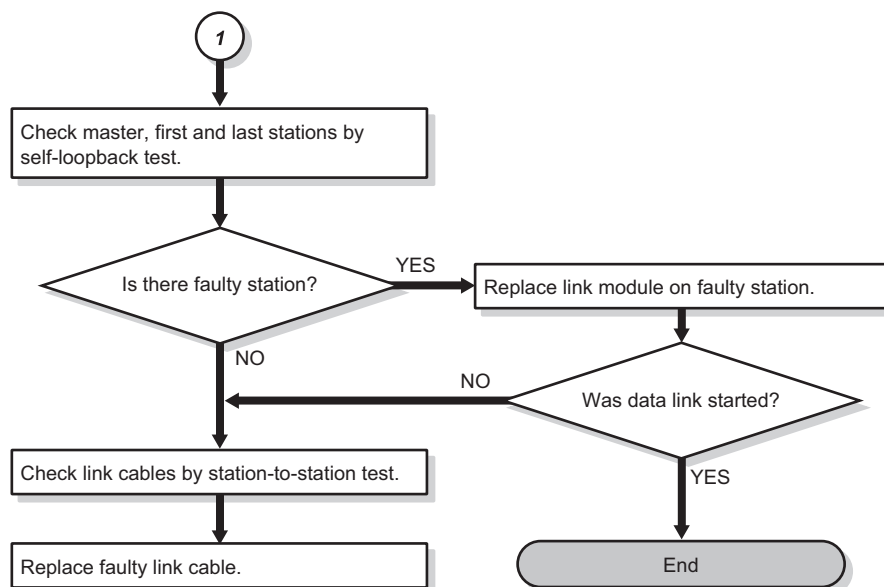 1
Check master, first and last stations by
self-loopback test.
Is there faulty station?
YES
Replace link module on faulty station.
NO
NO
Was data link started?
Check link cables by station-to-station test.
YES
Replace faulty link cable.
End